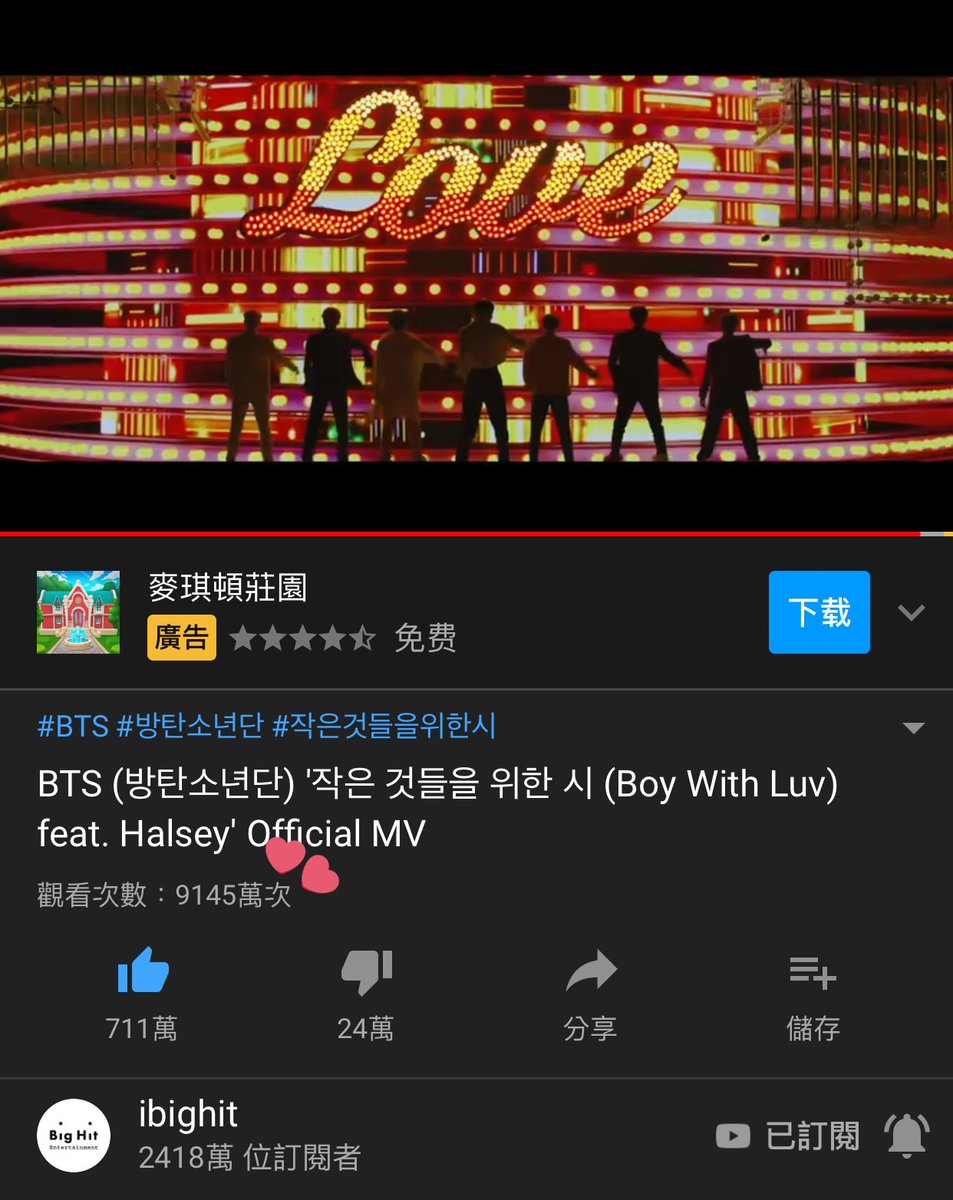 Love
麥琪頓莊園
廣告 免费
下载
#BTS #방탄소년단 #작은것들을위한시
BTS (방탄소년단) '작은 것들을 위한 시 (Boy With Luv)
feat. Halsey' Official MV
觀看次數：9145萬次
711萬 24萬 分享 儲存
Big Hit
Entertainment
ibighit
2418萬 位訂閱者
已訂閱